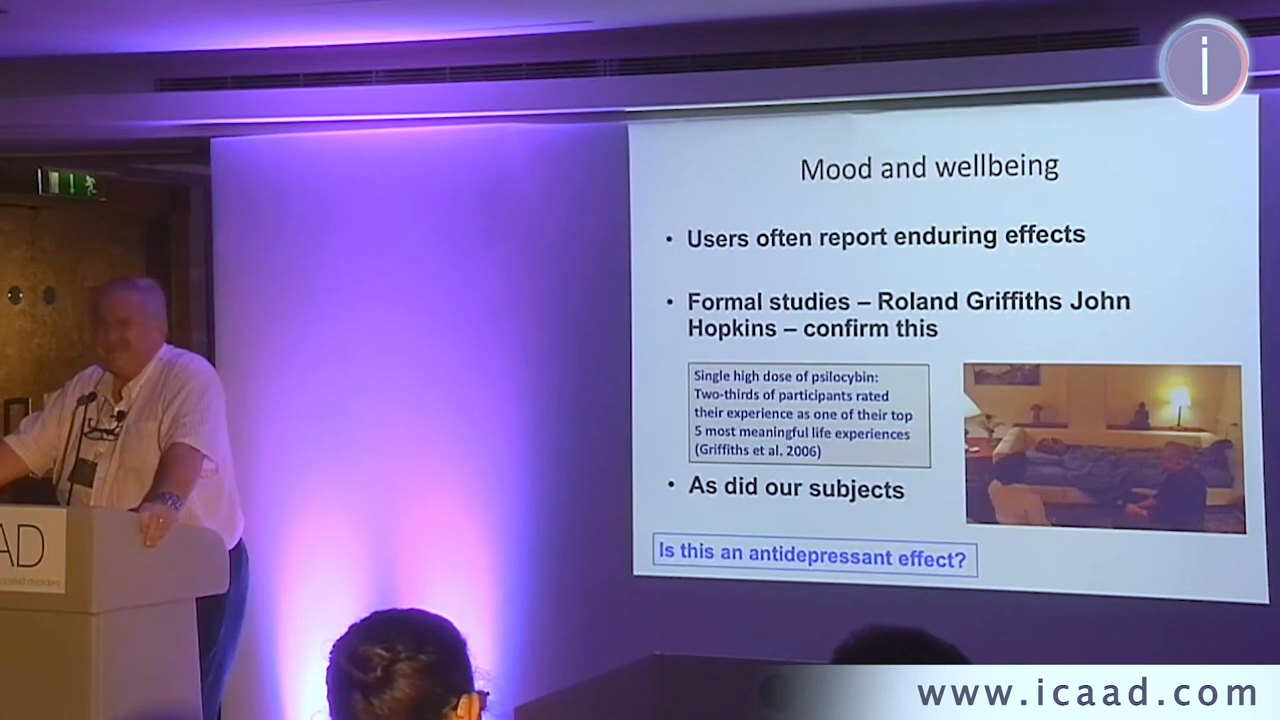 Mood and wellbeing
• Users often report enduring effects
• Formal studies – Roland Griffiths John
Hopkins – confirm this
Single high dose of psilocybin:
Two-thirds of participants rated
their experience as one of their top
5 most meaningful life experiences
(Griffiths et al. 2006)
• As did our subjects
Is this an antidepressant effect?
AD
disorders
i
www.icaad.com